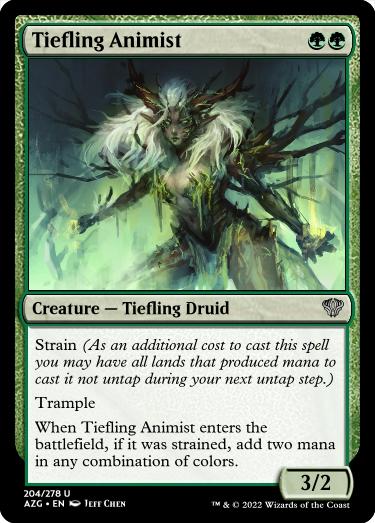 Tiefling Animist
Creature — Tiefling Druid
Strain (As an additional cost to cast this spell
you may have all lands that produced mana to
cast it not untap during your next untap step.)
Trample
When Tiefling Animist enters the
battlefield, if it was strained, add two mana
in any combination of colors.
3/2
204/278 U
AZG • EN Jeff Chen
™ & © 2022 Wizards of the Coast